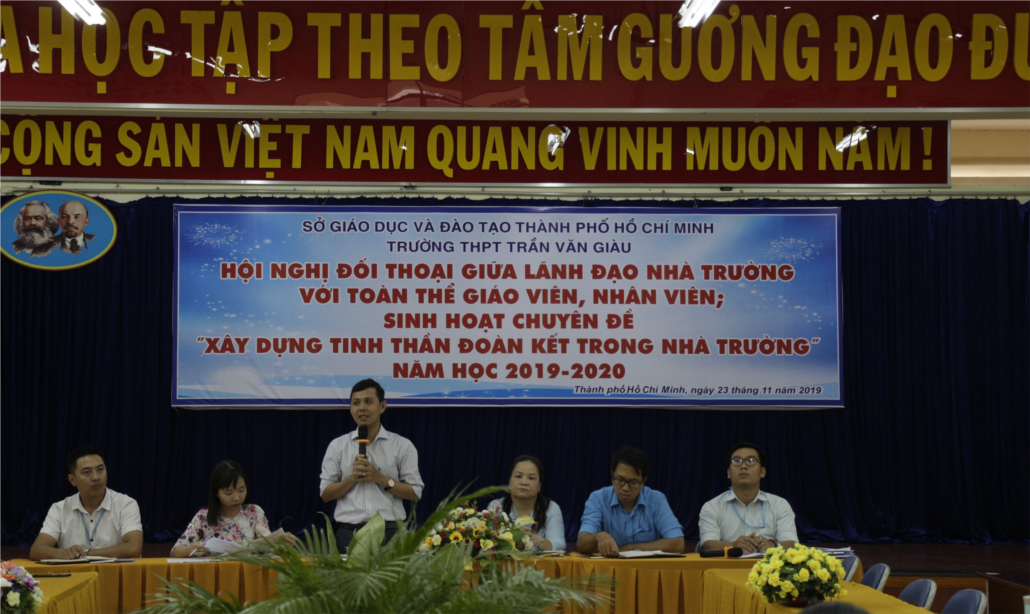 HỌC TẬP THEO TẤM GƯƠNG ĐẠO
CỘNG SẢN VIỆT NAM QUANG VINH MUÔN NĂM !
SỞ GIÁO DỤC VÀ ĐÀO TẠO THÀNH PHỐ HỒ CHÍ MINH
TRƯỜNG THPT TRẦN VĂN GIÀU
HỘI NGHỊ ĐỐI THOẠI GIỮA LÃNH ĐẠO NHÀ TRƯỜNG
VỚI TOÀN THỂ GIÁO VIÊN, NHÂN VIÊN;
SINH HOẠT CHUYÊN ĐỀ
"XÂY DỰNG TINH THẦN ĐOÀN KẾT TRONG NHÀ TRƯỜNG"
NĂM HỌC 2019-2020
Thành phố Hồ Chí Minh, ngày 23 tháng 11 năm 2019